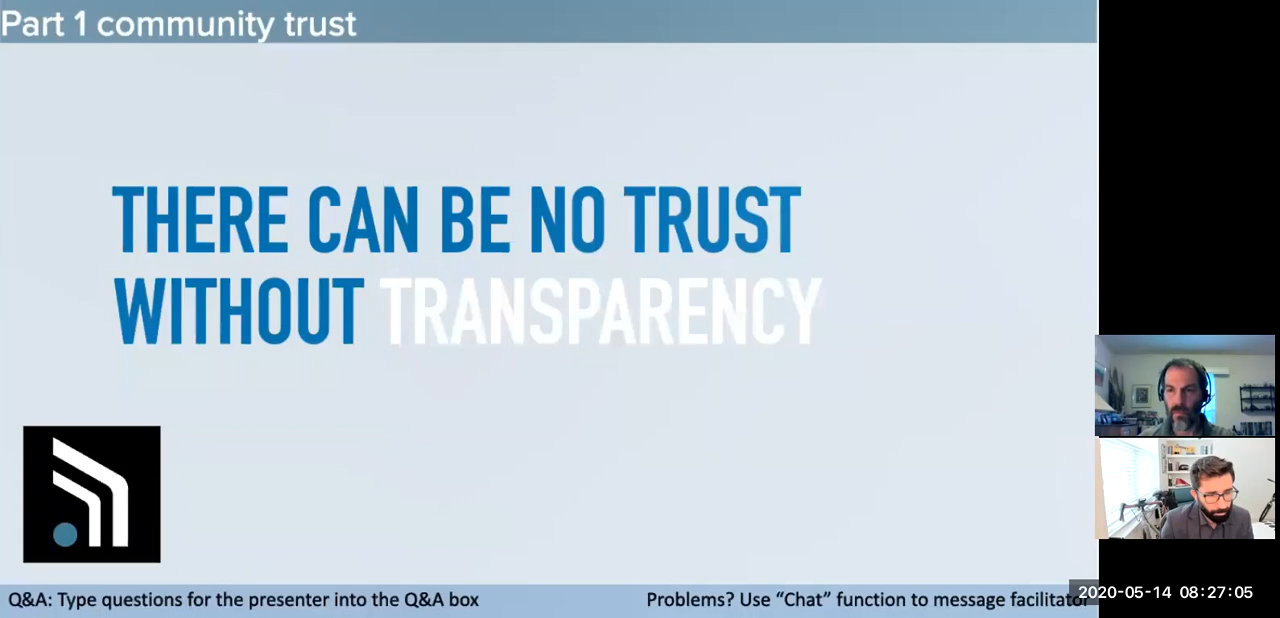 Part 1 community trust
THERE CAN BE NO TRUST
WITHOUT TRANSPARENCY
Q&A: Type questions for the presenter into the Q&A box
Problems? Use “Chat” function to message facilitator
2020-05-14 08:27:05